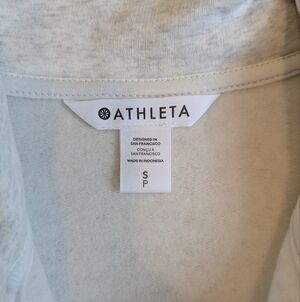 ATHLETA
DESIGNED IN
SAN FRANCISCO
CONÇU À
SAN FRANCISCO
MADE IN INDONESIA
S
P